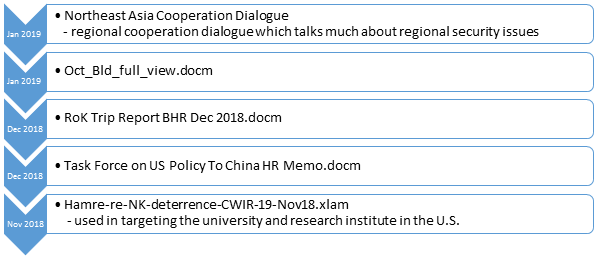 Jan 2019
• Northeast Asia Cooperation Dialogue
- regional cooperation dialogue which talks much about regional security issues
Jan 2019
• Oct_Bld_full_view.docm
Dec 2018
• RoK Trip Report BHR Dec 2018.docm
Dec 2018
• Task Force on US Policy To China HR Memo.docm
Nov 2018
• Hamre-re-NK-deterrence-CWIR-19-Nov18.xlam
- used in targeting the university and research institute in the U.S.